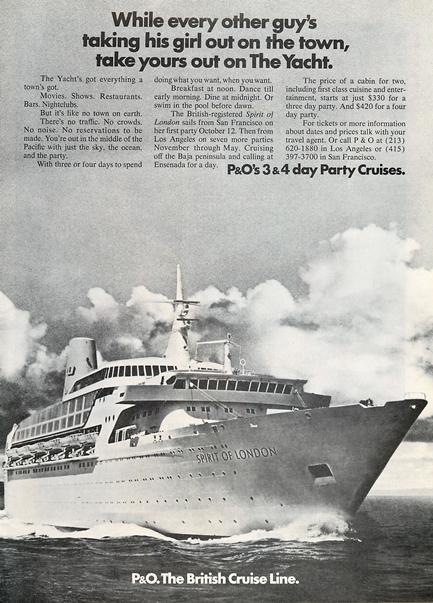 While every other guy's
taking his girl out on the town,
take yours out on The Yacht.
The Yacht's got everything a
town's got.
Movies. Shows. Restaurants.
Bars. Nightclubs.
But it's like no town on earth.
There's no traffic. No crowds.
No noise. No reservations to be
made. You're out in the middle of the
Pacific with just the sky, the ocean,
and the party.
With three or four days to spend
doing what you want, when you want.
Breakfast at noon. Dance till
early morning. Dine at midnight. Or
swim in the pool before dawn.
The British-registered Spirit of
London sails from San Francisco on
her first party October 12. Then from
Los Angeles on seven more parties
November through May. Cruising
off the Baja peninsula and calling at
Ensenada for a day.
The price of a cabin for two,
including first class cuisine and enter-
tainment, starts at just $330 for a
three day party. And $420 for a four
day party.
For tickets or more information
about dates and prices talk with your
travel agent. Or call P & O at (213)
620-1880 in Los Angeles or (415)
397-3700 in San Francisco.
P&O's 3 & 4 day Party Cruises.
SPIRIT OF LONDON
P&O. The British Cruise Line.